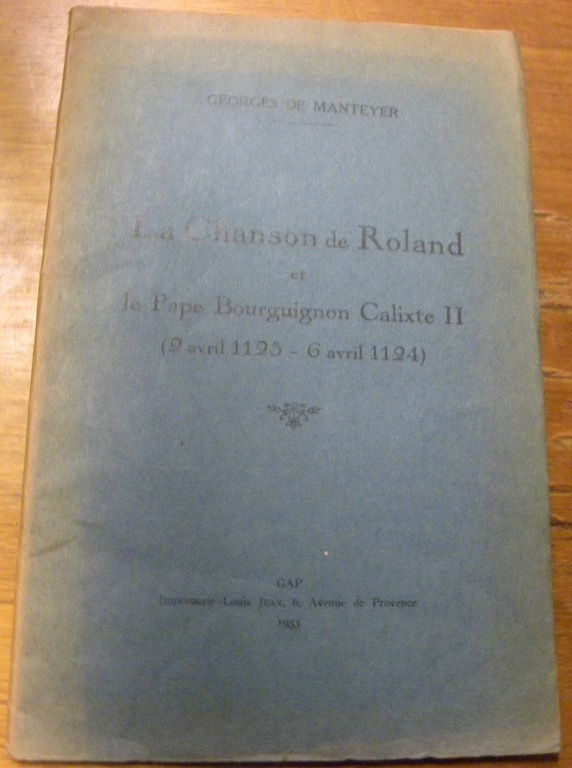 GEORGES DE MANTEYER
La Chanson de Roland
et
le Pape Bourguignon Calixte II
(2 avril 1123 - 6 avril 1124)
GAP
Imprimerie Louis JEAN, 6, Avenue de Provence
1933